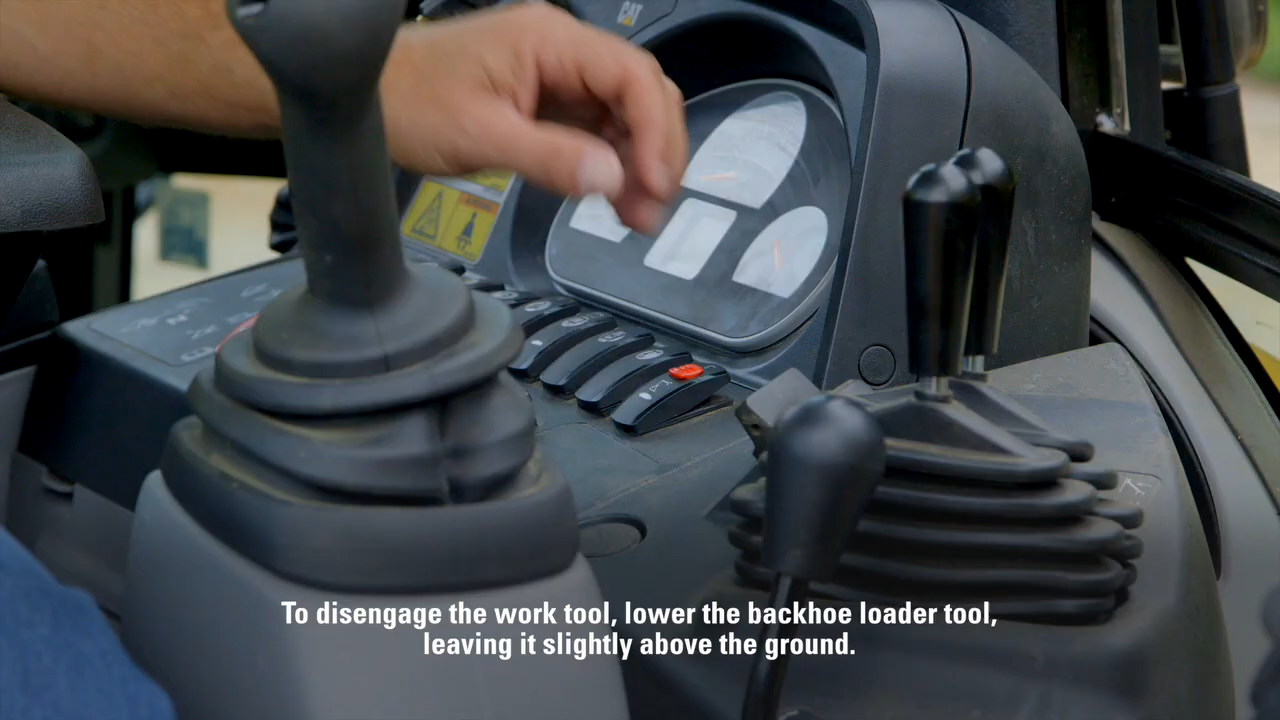 CAT
To disengage the work tool, lower the backhoe loader tool,
leaving it slightly above the ground.